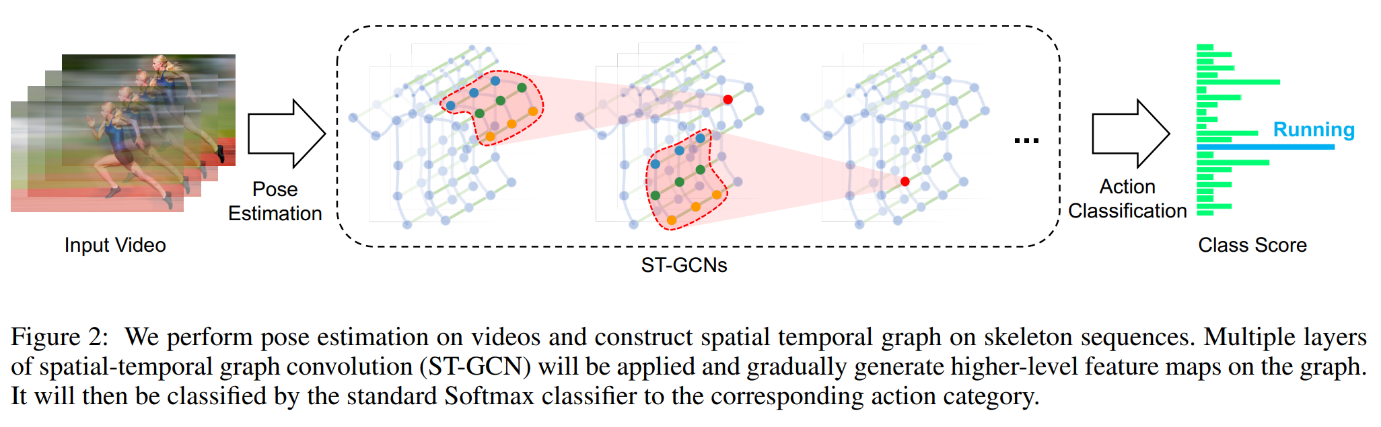 Input Video
Pose
Estimation
...
ST-GCNs
Action
Classification
Running
Class Score
Figure 2: We perform pose estimation on videos and construct spatial temporal graph on skeleton sequences. Multiple layers
of spatial-temporal graph convolution (ST-GCN) will be applied and gradually generate higher-level feature maps on the graph.
It will then be classified by the standard Softmax classifier to the corresponding action category.